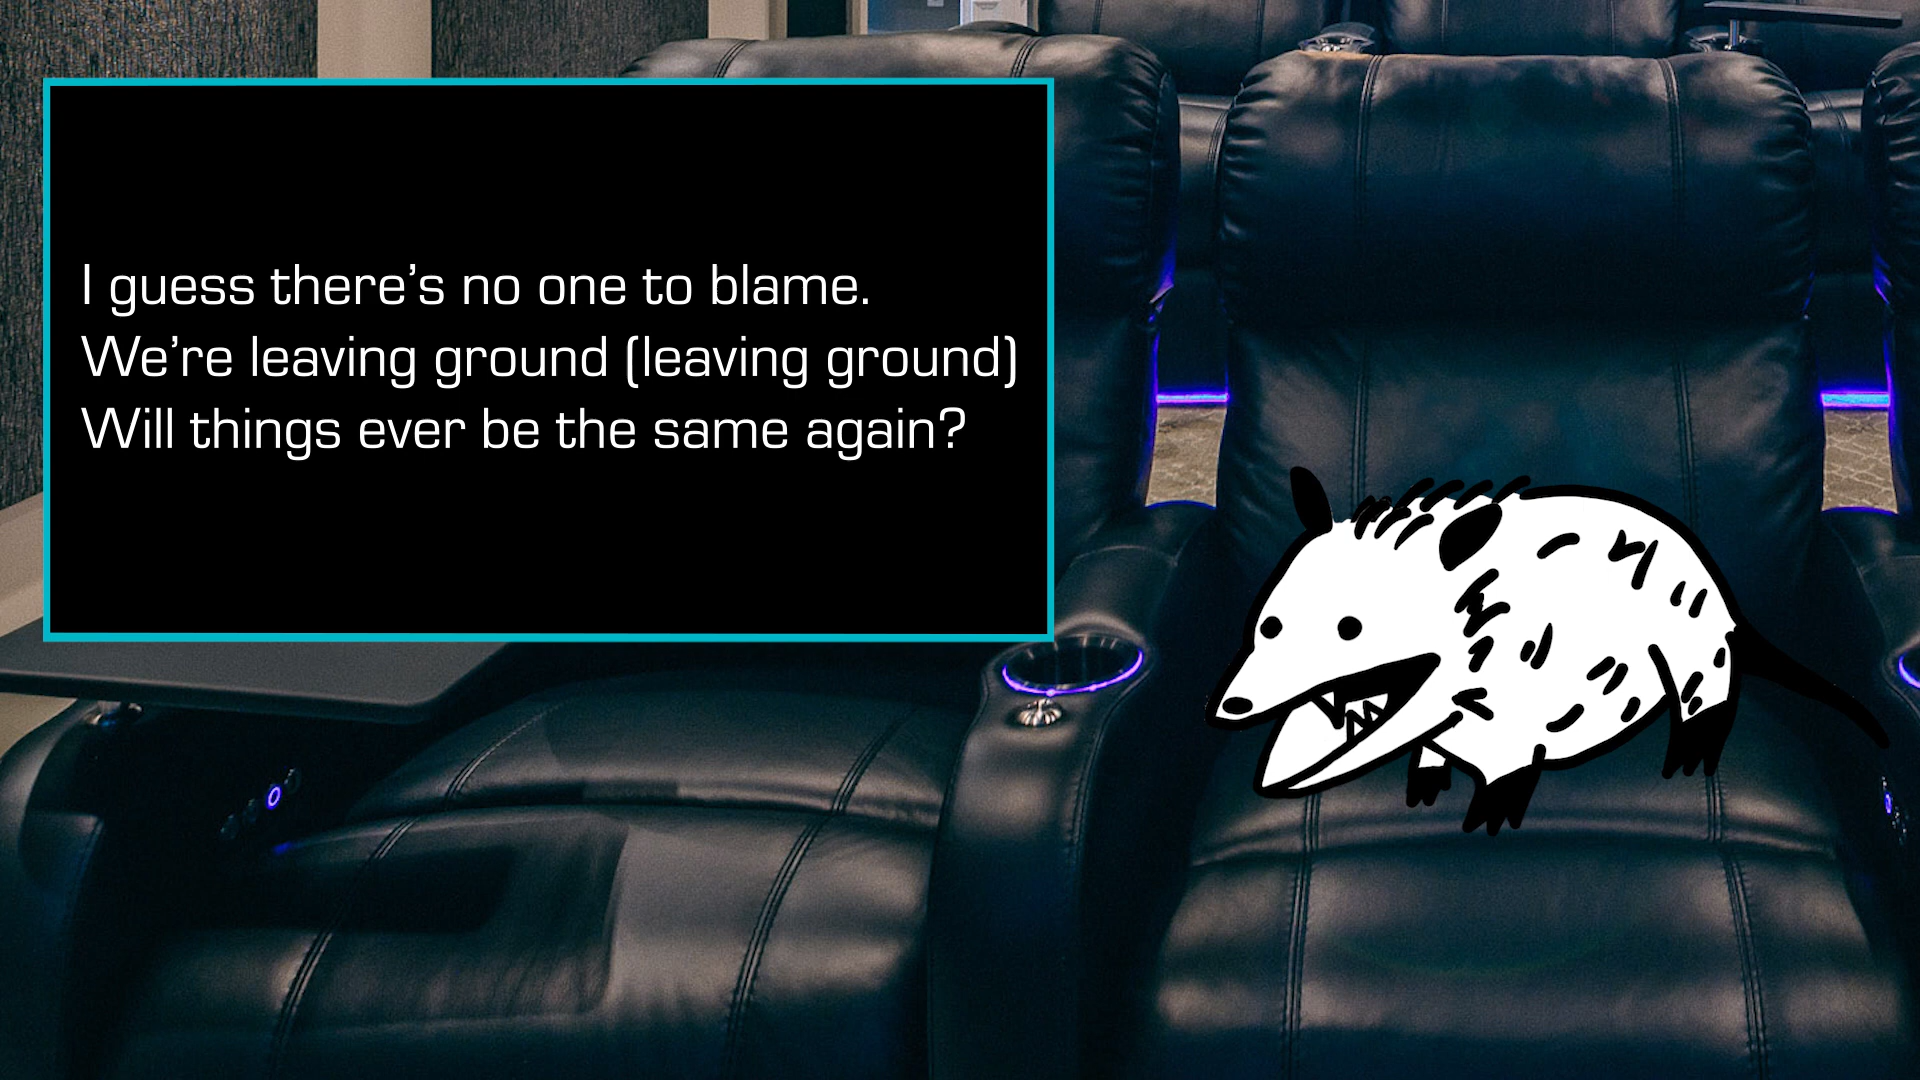 I guess there’s no one to blame.
We’re leaving ground (leaving ground)
Will things ever be the same again?